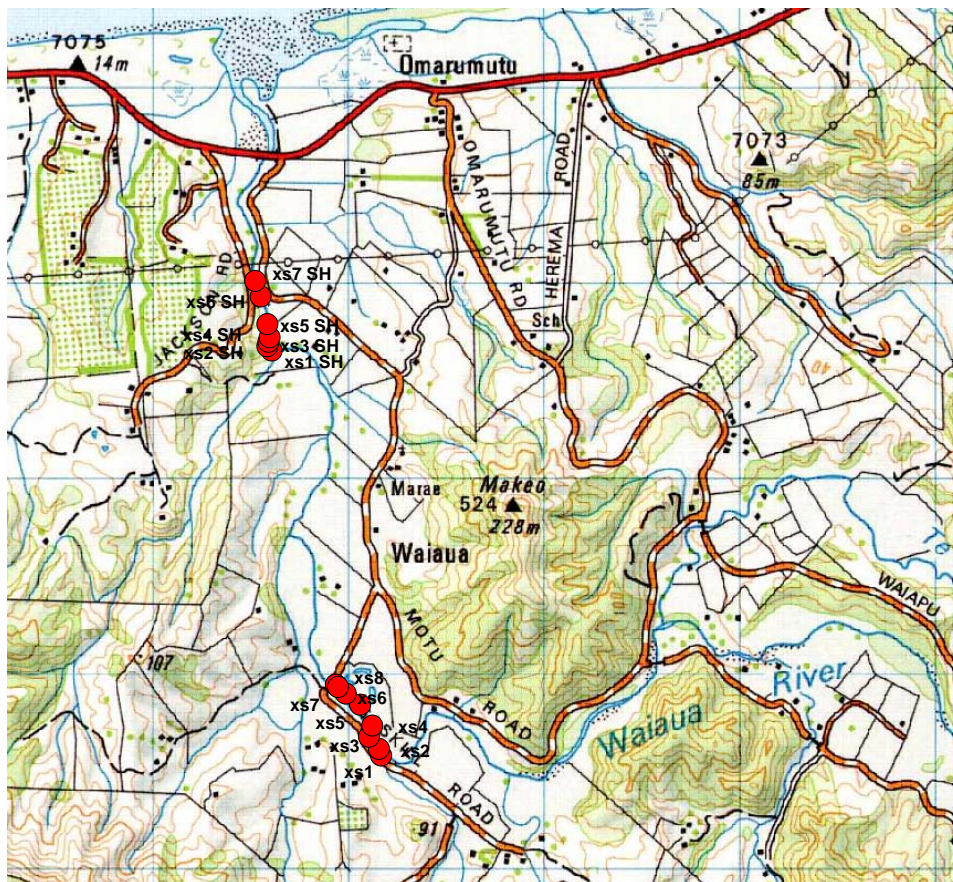 7075
14m
Omarumutu
7073
85m
OMARUMUTU RD
HEREMA ROAD
JACKSON RD
xs7 SH
xs6 SH
xs5 SH
xs4 SH
xs3 SH
xs2 SH
xs1 SH
Sch
40
Marae
Makeo
524
228m
Waiaua
WAIAPU
MOTU
ROAD
107
River
Waiaua
xs8
xs7
xs6
xs5
xs4
xs3
xs2
xs1
ROAD
91